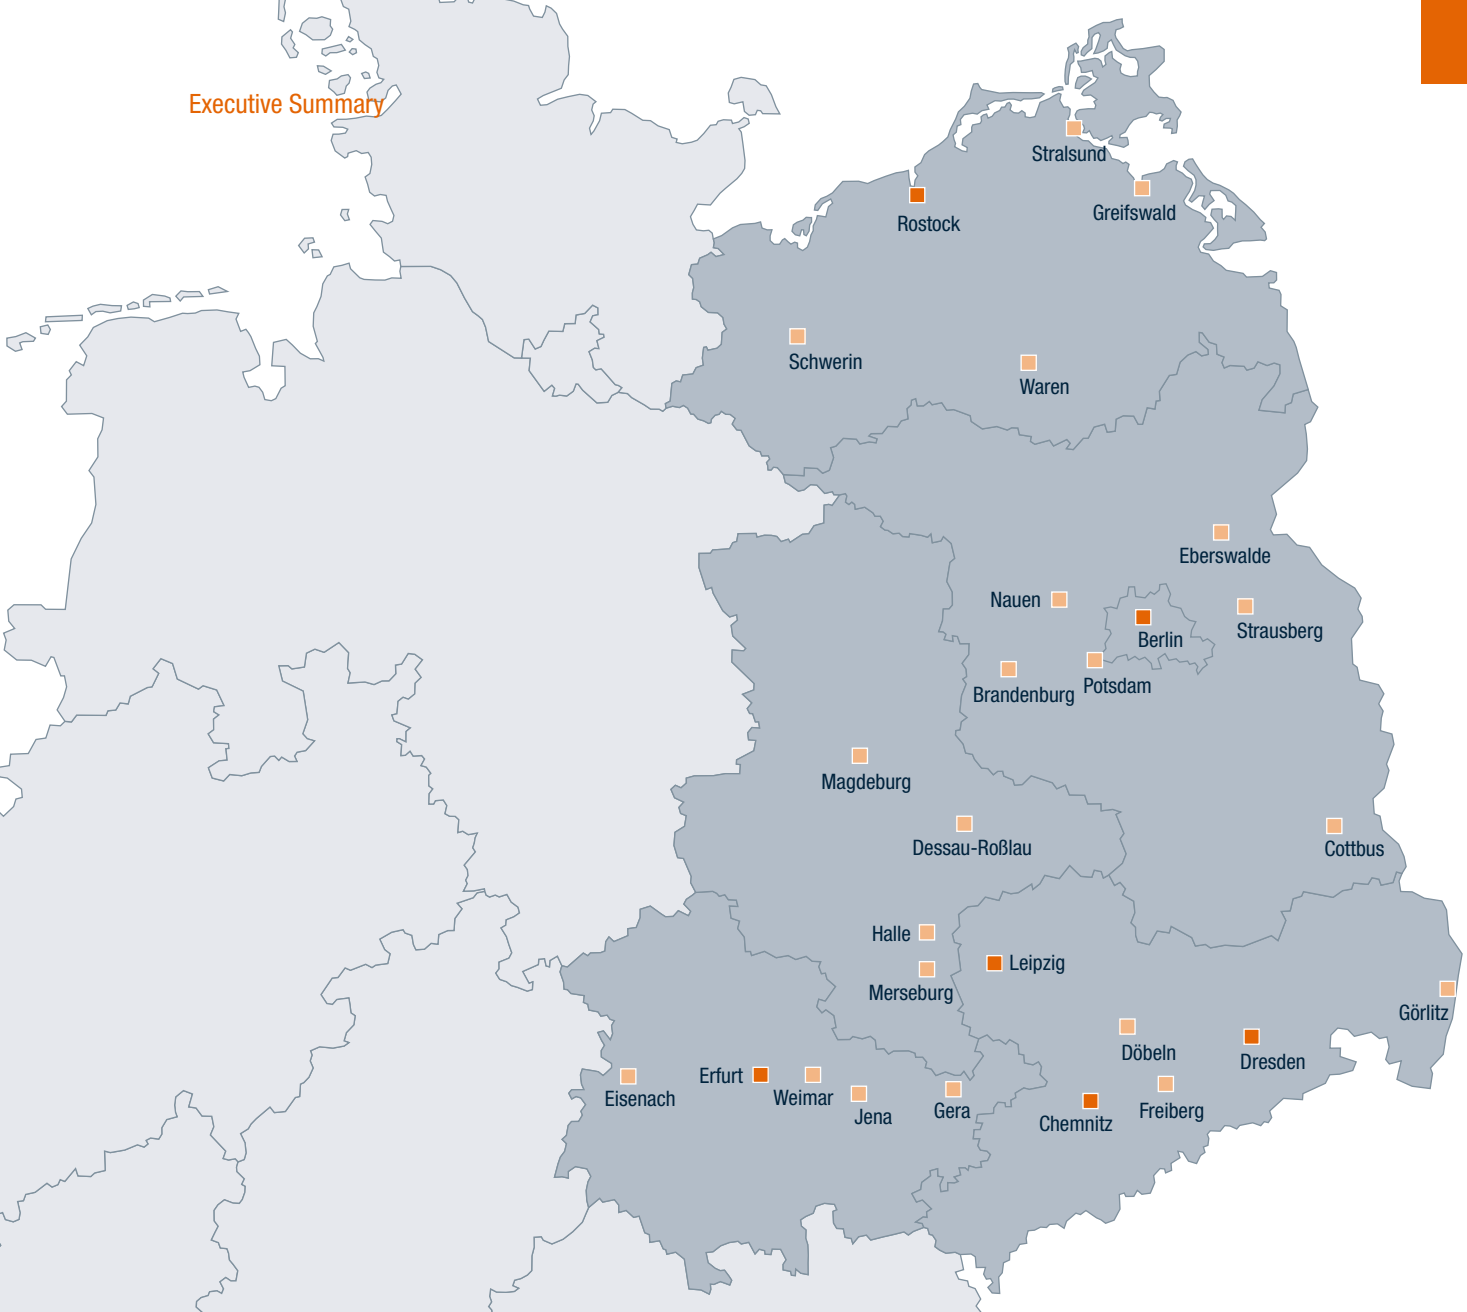 Executive Summary
Stralsund
Greifswald
Rostock
Schwerin
Waren
Eberswalde
Nauen
Strausberg
Berlin
Potsdam
Brandenburg
Magdeburg
Dessau-Roßlau
Cottbus
Halle
Leipzig
Merseburg
Görlitz
Döbeln
Dresden
Erfurt
Eisenach
Weimar
Jena
Gera
Freiberg
Chemnitz